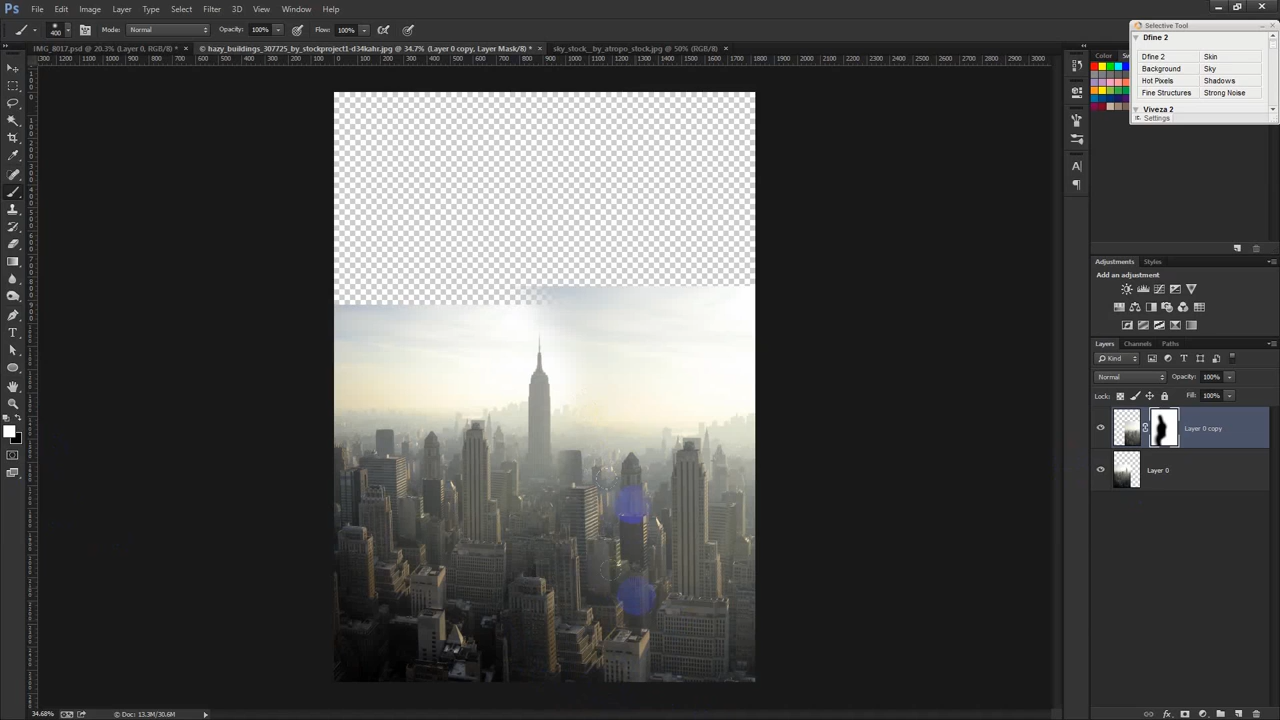 Ps File Edit Image Layer Type Select Filter 3D View Window Help
400 Mode: Normal Opacity: 100% Flow: 100%
IMG_8017.psd @ 20.3% (Layer 0, RGB/8) * × © hazy_buildings_307725_by_stockproject1-d34kahr.jpg @ 34.7% (Layer 0 copy, Layer Mask/8) * × sky_stock__by_atropo_stock.jpg @ 50% (RGB/8) ×
Selective Tool
Dfine 2
Dfine 2 Skin
Background Sky
Hot Pixels Shadows
Fine Structures Strong Noise
Viveza 2
Settings
Color
Adjustments Styles
Add an adjustment
Layers Channels Paths
Kind
Normal Opacity: 100%
Lock: Fill: 100%
Layer 0 copy
Layer 0
34.68% Doc: 13.3M/30.6M